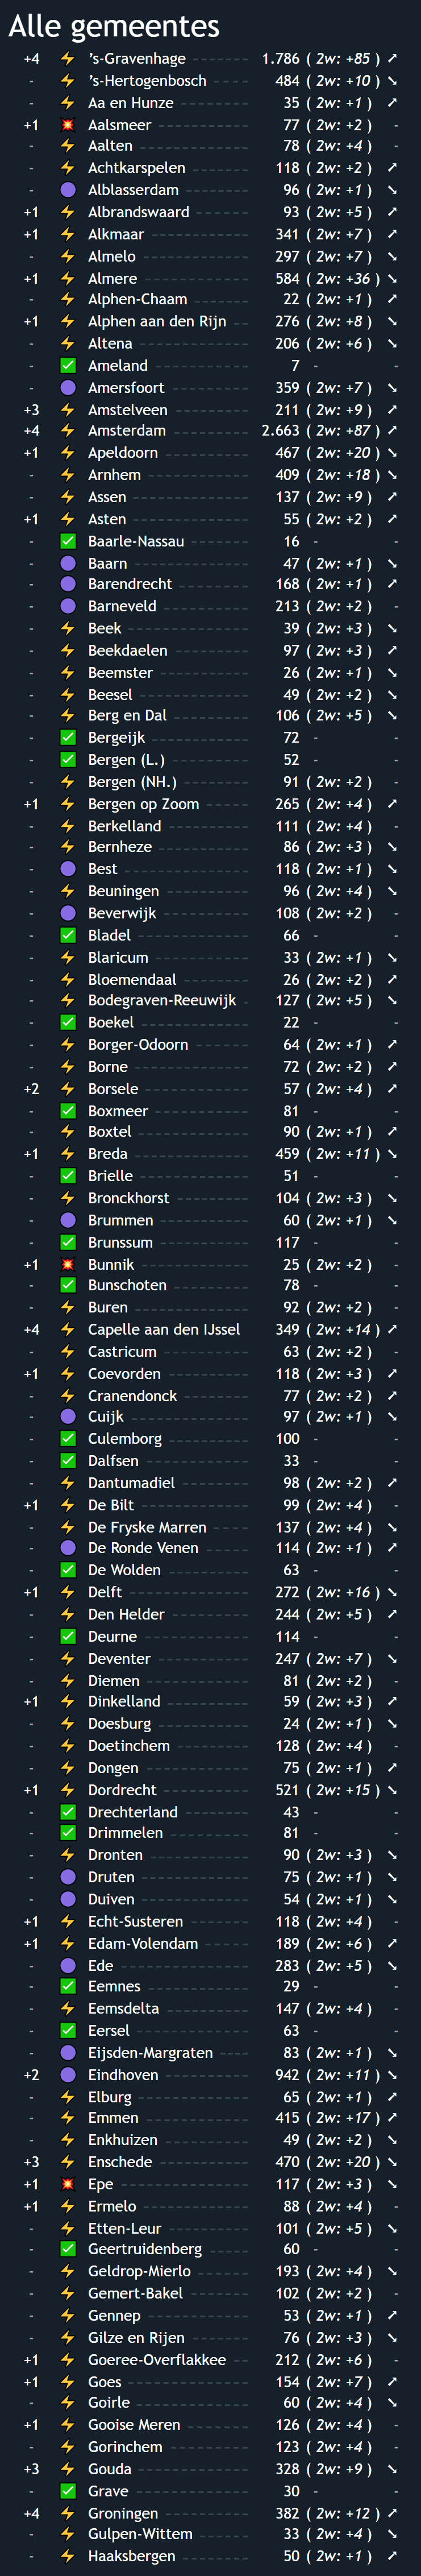 Alle gemeentes
+4 ⚡ ’s-Gravenhage 1.786 ( 2w: +85 ) ➚
- ⚡ ’s-Hertogenbosch 484 ( 2w: +10 ) ➘
- ⚡ Aa en Hunze 35 ( 2w: +1 ) ➚
+1 💥 Aalsmeer 77 ( 2w: +2 ) -
- ⚡ Aalten 78 ( 2w: +4 ) -
- ⚡ Achtkarspelen 118 ( 2w: +2 ) ➚
- 🟣 Alblasserdam 96 ( 2w: +1 ) ➘
+1 ⚡ Albrandswaard 93 ( 2w: +5 ) ➚
+1 ⚡ Alkmaar 341 ( 2w: +7 ) ➚
- ⚡ Almelo 297 ( 2w: +7 ) ➘
+1 ⚡ Almere 584 ( 2w: +36 ) ➘
- ⚡ Alphen-Chaam 22 ( 2w: +1 ) ➚
+1 ⚡ Alphen aan den Rijn 276 ( 2w: +8 ) ➘
- ⚡ Altena 206 ( 2w: +6 ) ➘
- ✅ Ameland 7 - -
- 🟣 Amersfoort 359 ( 2w: +7 ) ➘
+3 ⚡ Amstelveen 211 ( 2w: +9 ) ➚
+4 ⚡ Amsterdam 2.663 ( 2w: +87 ) ➚
+1 ⚡ Apeldoorn 467 ( 2w: +20 ) ➘
- ⚡ Arnhem 409 ( 2w: +18 ) ➘
- ⚡ Assen 137 ( 2w: +9 ) ➚
+1 ⚡ Asten 55 ( 2w: +2 ) ➚
- ✅ Baarle-Nassau 16 - -
- 🟣 Baarn 47 ( 2w: +1 ) ➘
- 🟣 Barendrecht 168 ( 2w: +1 ) ➚
- 🟣 Barneveld 213 ( 2w: +2 ) -
- ⚡ Beek 39 ( 2w: +3 ) ➘
- ⚡ Beekdaelen 97 ( 2w: +3 ) ➚
- ⚡ Beemster 26 ( 2w: +1 ) ➘
- ⚡ Beesel 49 ( 2w: +2 ) ➘
- ⚡ Berg en Dal 106 ( 2w: +5 ) ➘
- ✅ Bergeijk 72 - -
- ✅ Bergen (L.) 52 - -
- ⚡ Bergen (NH.) 91 ( 2w: +2 ) -
+1 ⚡ Bergen op Zoom 265 ( 2w: +4 ) ➚
- ⚡ Berkelland 111 ( 2w: +4 ) -
- ⚡ Bernheze 86 ( 2w: +3 ) ➘
- 🟣 Best 118 ( 2w: +1 ) ➘
- ⚡ Beuningen 96 ( 2w: +4 ) ➘
- 🟣 Beverwijk 108 ( 2w: +2 ) -
- ✅ Bladel 66 - -
- ⚡ Blaricum 33 ( 2w: +1 ) ➘
- ⚡ Bloemendaal 26 ( 2w: +2 ) ➚
- ⚡ Bodegraven-Reeuwijk 127 ( 2w: +5 ) ➘
- ✅ Boekel 22 - -
- ⚡ Borger-Odoorn 64 ( 2w: +1 ) ➚
- ⚡ Borne 72 ( 2w: +2 ) ➚
+2 ⚡ Borsele 57 ( 2w: +4 ) ➚
- ✅ Boxmeer 81 - -
- ⚡ Boxtel 90 ( 2w: +1 ) ➚
+1 ⚡ Breda 459 ( 2w: +11 ) ➘
- ✅ Brielle 51 - -
- ⚡ Bronckhorst 104 ( 2w: +3 ) ➘
- 🟣 Brummen 60 ( 2w: +1 ) ➘
- ✅ Brunssum 117 - -
+1 💥 Bunnik 25 ( 2w: +2 ) -
- ✅ Bunschoten 78 - -
- ⚡ Buren 92 ( 2w: +2 ) -
+4 ⚡ Capelle aan den IJssel 349 ( 2w: +14 ) ➚
- ⚡ Castricum 63 ( 2w: +2 ) -
+1 ⚡ Coevorden 118 ( 2w: +3 ) ➚
- ⚡ Cranendonck 77 ( 2w: +2 ) ➚
- 🟣 Cuijk 97 ( 2w: +1 ) ➘
- ✅ Culemborg 100 - -
- ✅ Dalfsen 33 - -
- ⚡ Dantumadiel 98 ( 2w: +2 ) ➚
+1 ⚡ De Bilt 99 ( 2w: +4 ) -
- ⚡ De Fryske Marren 137 ( 2w: +4 ) ➘
- 🟣 De Ronde Venen 114 ( 2w: +1 ) ➚
- ✅ De Wolden 63 - -
+1 ⚡ Delft 272 ( 2w: +16 ) ➘
- ⚡ Den Helder 244 ( 2w: +5 ) ➚
- ✅ Deurne 114 - -
- ⚡ Deventer 247 ( 2w: +7 ) ➘
- ⚡ Diemen 81 ( 2w: +2 ) -
+1 ⚡ Dinkelland 59 ( 2w: +3 ) ➚
- ⚡ Doesburg 24 ( 2w: +1 ) ➘
- ⚡ Doetinchem 128 ( 2w: +4 ) -
- ⚡ Dongen 75 ( 2w: +1 ) ➚
+1 ⚡ Dordrecht 521 ( 2w: +15 ) ➘
- ✅ Drechterland 43 - -
- ✅ Drimmelen 81 - -
- ⚡ Dronten 90 ( 2w: +3 ) ➘
- 🟣 Druten 75 ( 2w: +1 ) ➘
- 🟣 Duiven 54 ( 2w: +1 ) ➘
+1 ⚡ Echt-Susteren 118 ( 2w: +4 ) -
+1 ⚡ Edam-Volendam 189 ( 2w: +6 ) ➚
- 🟣 Ede 283 ( 2w: +5 ) ➘
- ✅ Eemnes 29 - -
- ⚡ Eemsdelta 147 ( 2w: +4 ) -
- ✅ Eersel 63 - -
- 🟣 Eijsden-Margraten 83 ( 2w: +1 ) ➘
+2 🟣 Eindhoven 942 ( 2w: +11 ) ➘
- ⚡ Elburg 65 ( 2w: +1 ) ➚
- ⚡ Emmen 415 ( 2w: +17 ) ➚
- ⚡ Enkhuizen 49 ( 2w: +2 ) ➘
+3 ⚡ Enschede 470 ( 2w: +20 ) ➘
+1 💥 Epe 117 ( 2w: +3 ) ➘
+1 ⚡ Ermelo 88 ( 2w: +4 ) -
- ⚡ Etten-Leur 101 ( 2w: +5 ) ➘
- ✅ Geertruidenberg 60 - -
- ⚡ Geldrop-Mierlo 193 ( 2w: +4 ) ➘
- ⚡ Gemert-Bakel 102 ( 2w: +2 ) -
- ⚡ Gennep 53 ( 2w: +1 ) ➚
- ⚡ Gilze en Rijen 76 ( 2w: +3 ) ➘
+1 ⚡ Goeree-Overflakkee 212 ( 2w: +6 ) -
+1 ⚡ Goes 154 ( 2w: +7 ) ➚
- ⚡ Goirle 60 ( 2w: +4 ) ➘
+1 ⚡ Gooise Meren 126 ( 2w: +4 ) -
- ⚡ Gorinchem 123 ( 2w: +4 ) -
+3 ⚡ Gouda 328 ( 2w: +9 ) ➘
- ✅ Grave 30 - -
+4 ⚡ Groningen 382 ( 2w: +12 ) ➚
- ⚡ Gulpen-Wittem 33 ( 2w: +4 ) ➘
- ⚡ Haaksbergen 50 ( 2w: +1 ) ➚